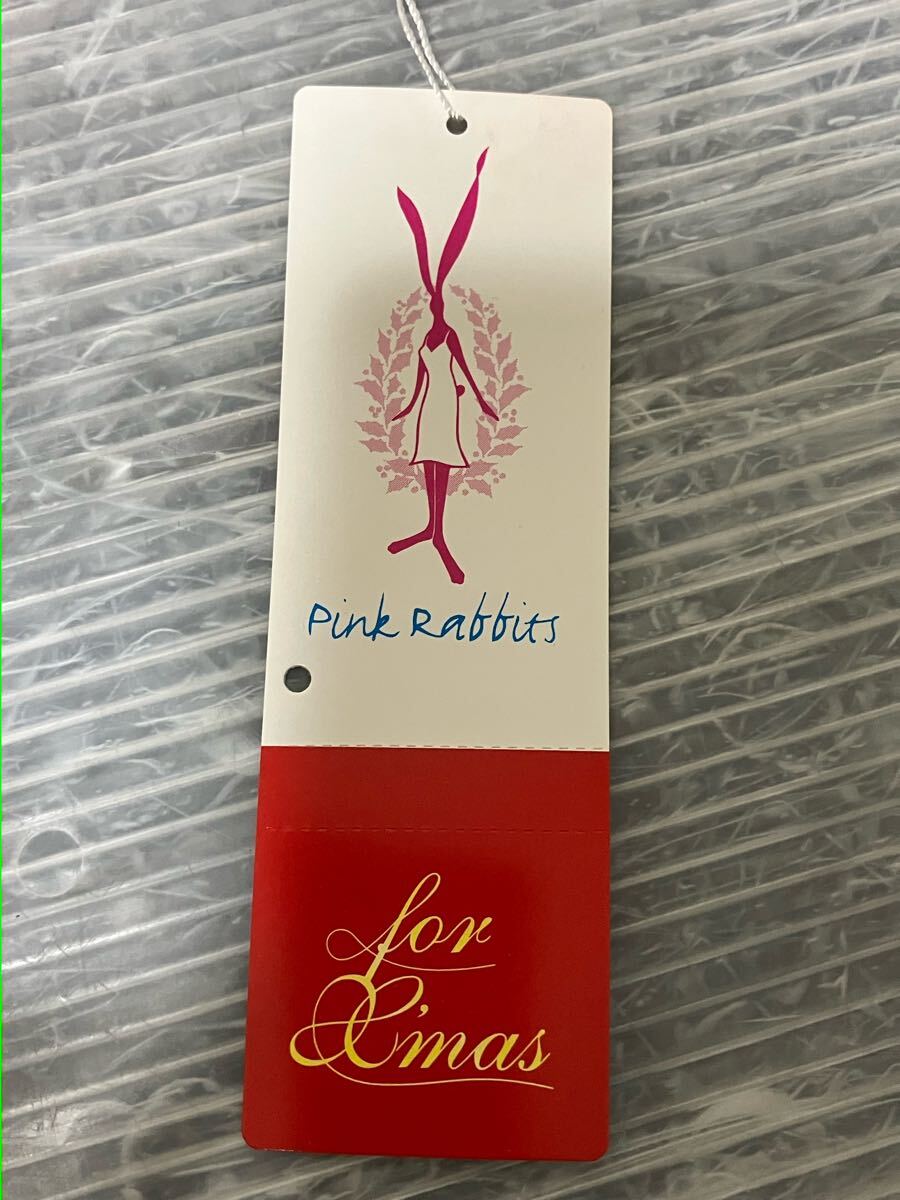 Pink Rabbits
for
X'mas